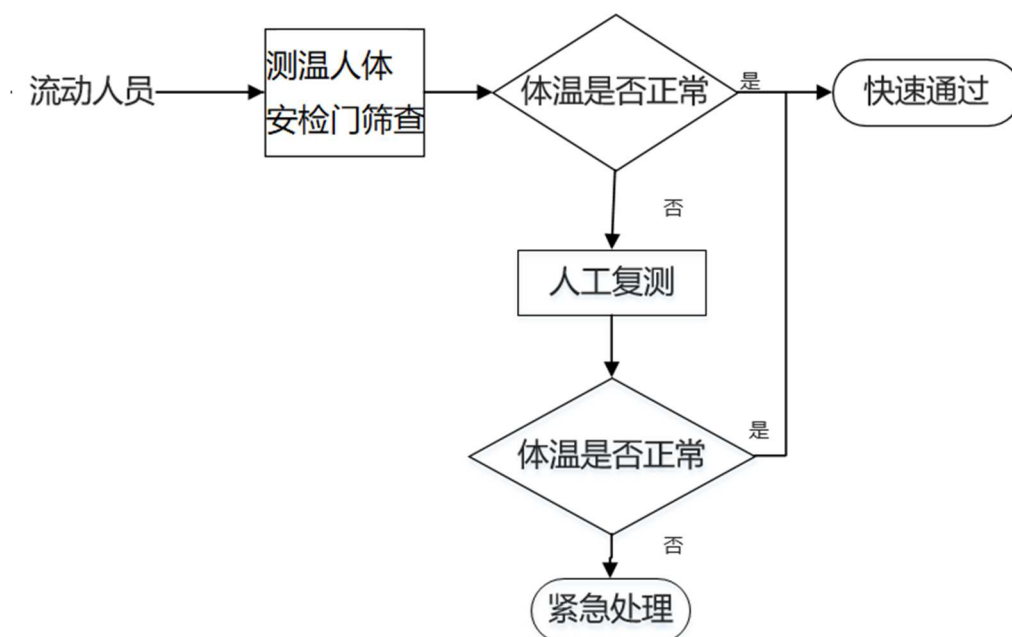 流动人员
测温人体
安检门筛查
体温是否正常
是
快速通过
否
人工复测
体温是否正常
是
否
紧急处理